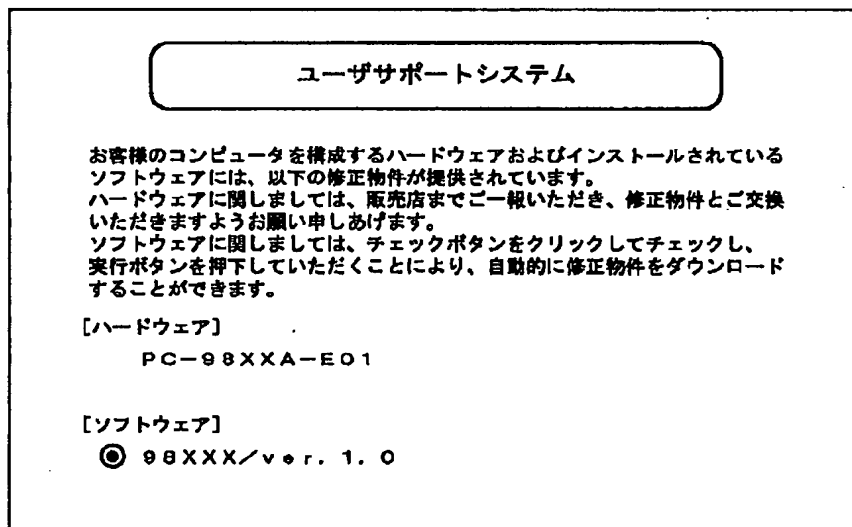 ユーザサポートシステム
お客様のコンピュータを構成するハードウェアおよびインストールされている
ソフトウェアには、以下の修正物件が提供されています。
ハードウェアに関しましては、販売店までご一報いただき、修正物件とご交換
いただきますようお願い申しあげます。
ソフトウェアに関しましては、チェックボタンをクリックしてチェックし、
実行ボタンを押下していただくことにより、自動的に修正物件をダウンロード
することができます。
[ハードウェア]
PC-98XXA-E01
[ソフトウェア]
◉ 98XXX/ver. 1. 0